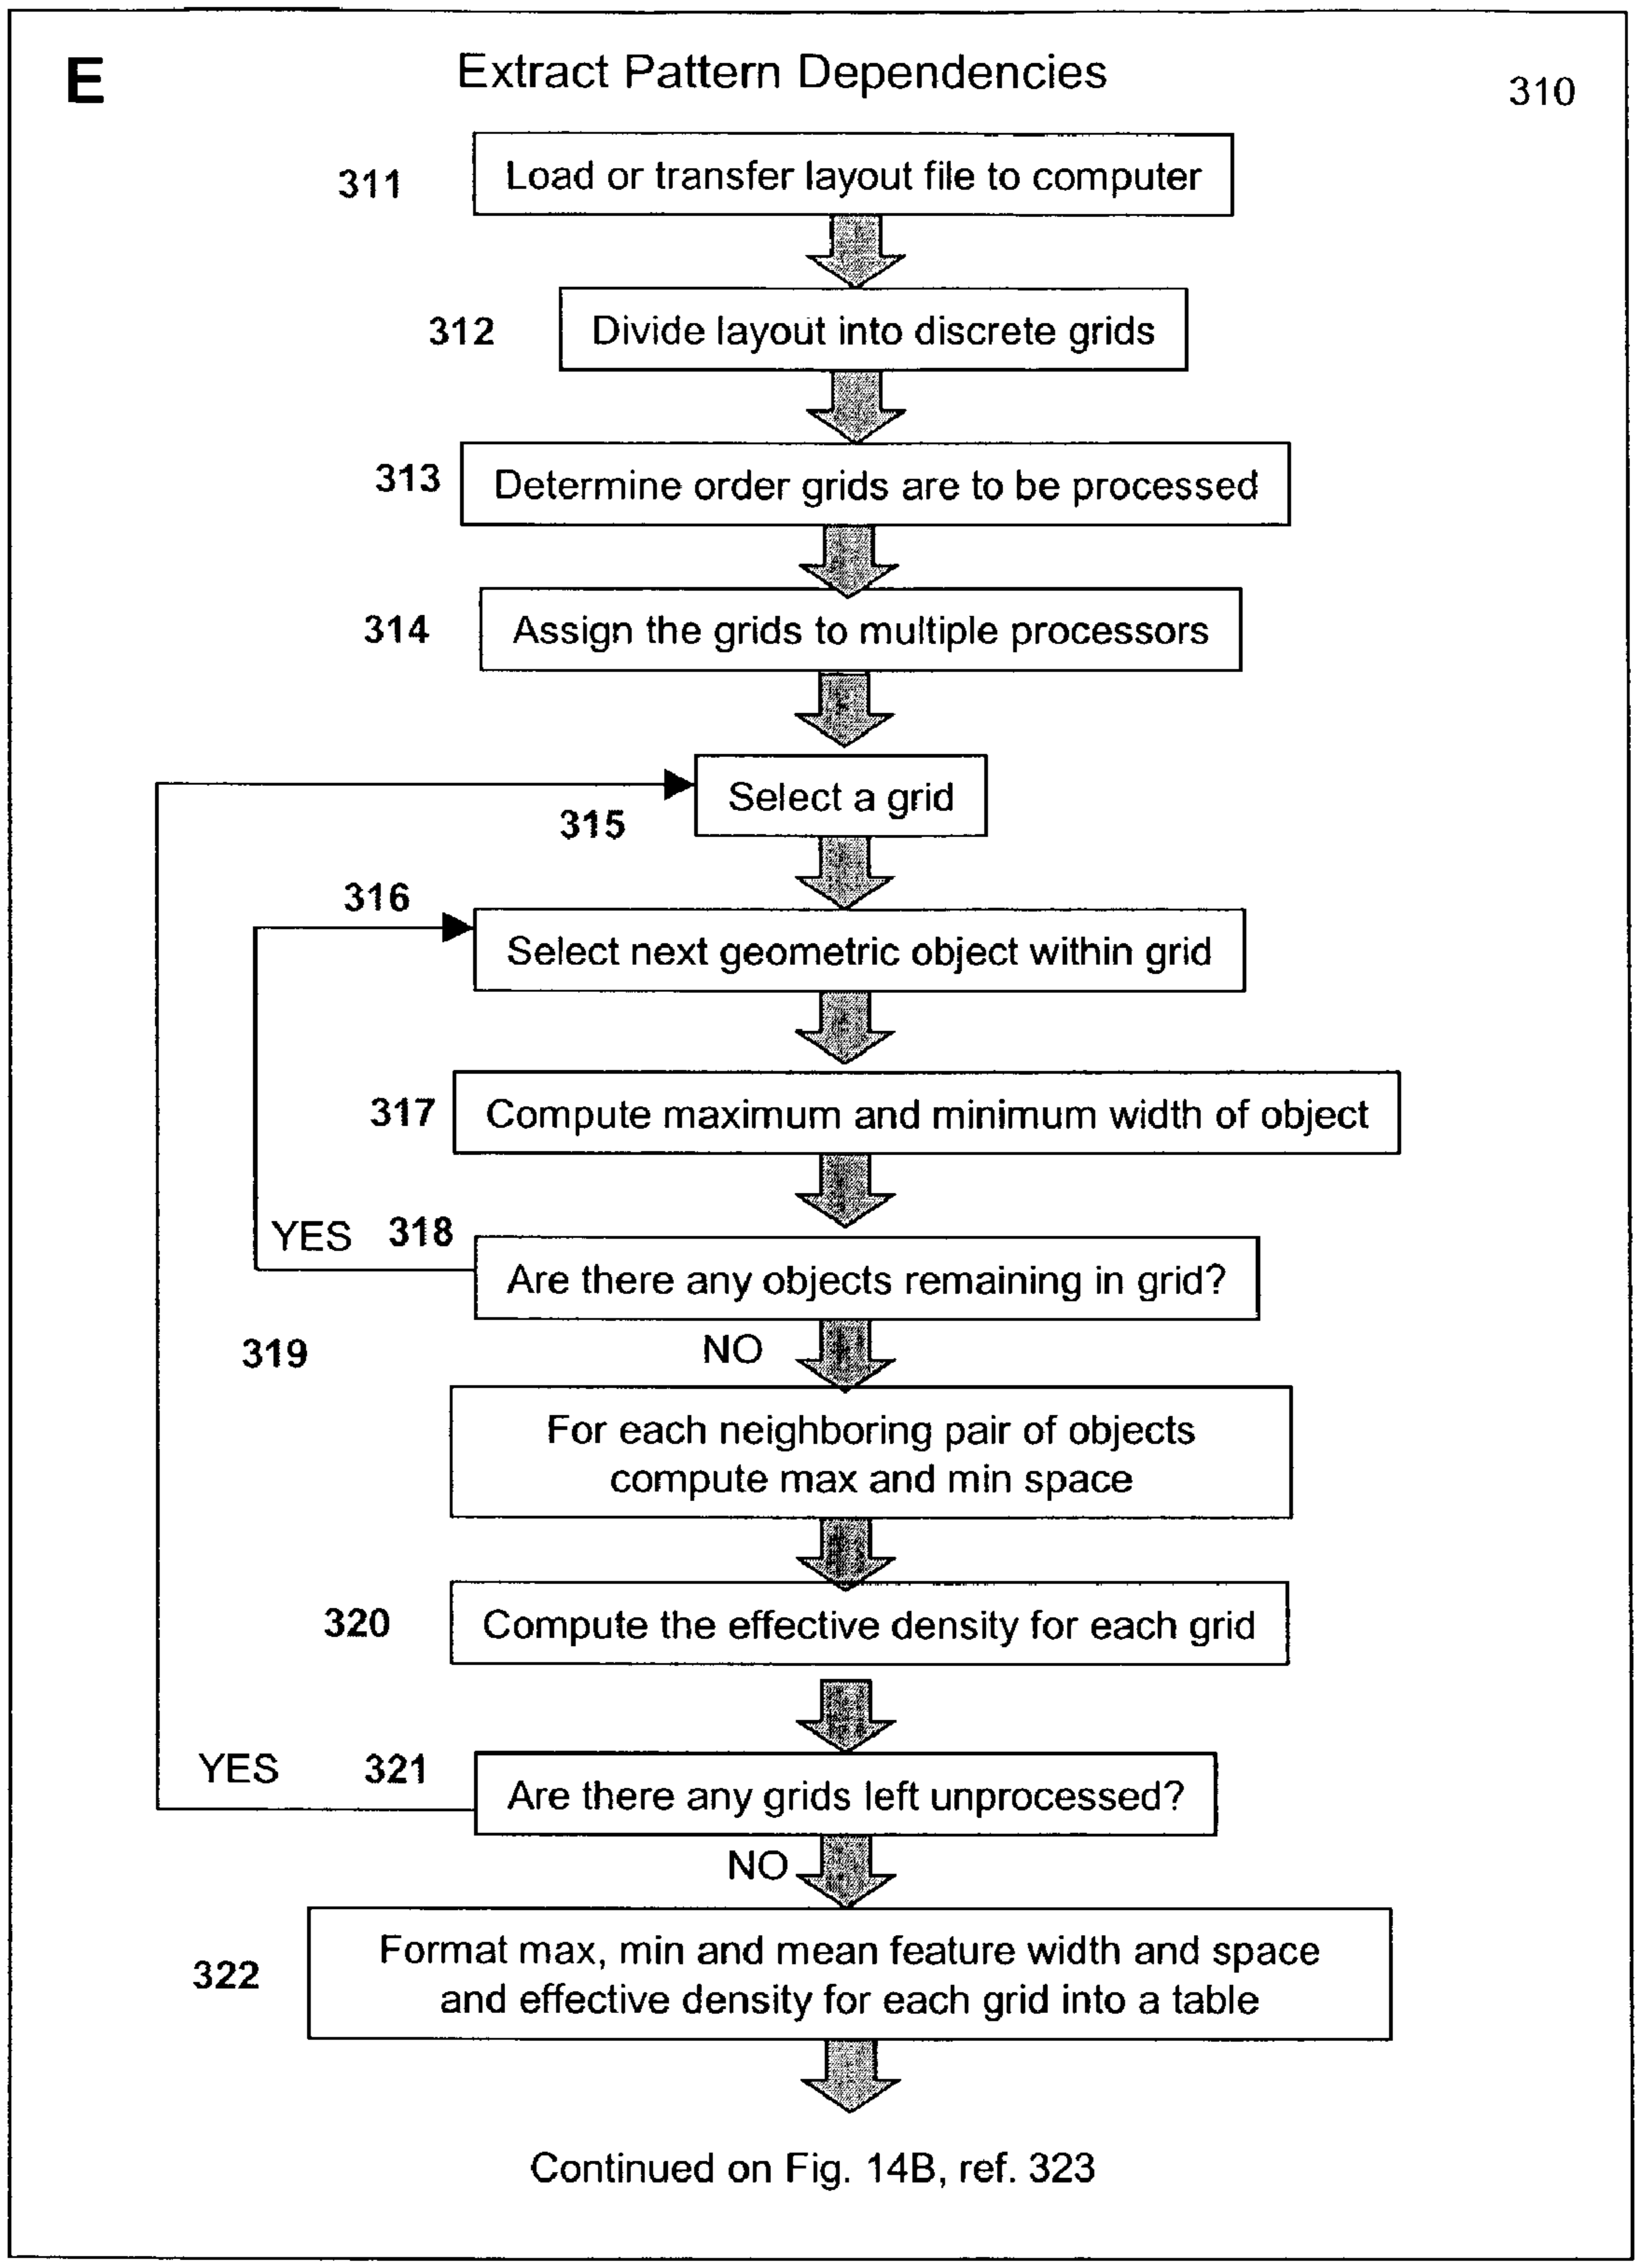 E
Extract Pattern Dependencies
310
311
Load or transfer layout file to computer
312
Divide layout into discrete grids
313
Determine order grids are to be processed
314
Assign the grids to multiple processors
Select a grid
315
316
Select next geometric object within grid
317
Compute maximum and minimum width of object
YES
318
Are there any objects remaining in grid?
NO
319
For each neighboring pair of objects
compute max and min space
320
Compute the effective density for each grid
YES
321
Are there any grids left unprocessed?
NO
322
Format max, min and mean feature width and space
and effective density for each grid into a table
Continued on Fig. 14B, ref. 323